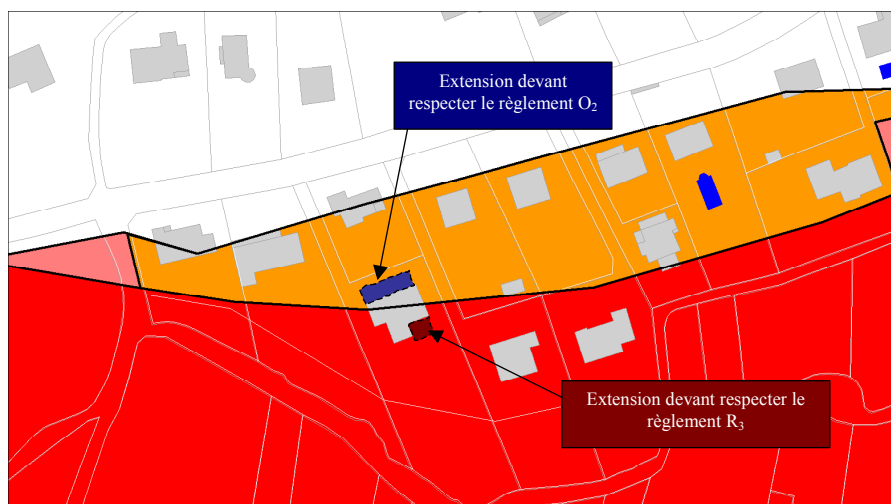 Extension devant
respecter le règlement O₂
Extension devant respecter le
règlement R₃